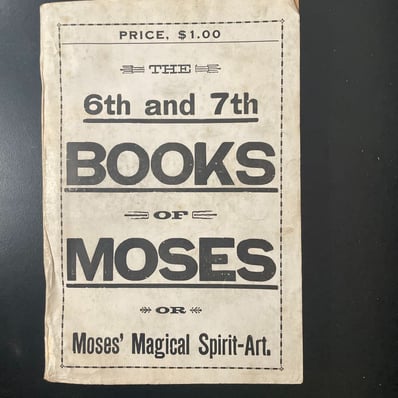 PRICE, $1.00
THE
6th and 7th
BOOKS
OF
MOSES
OR
Moses' Magical Spirit-Art.